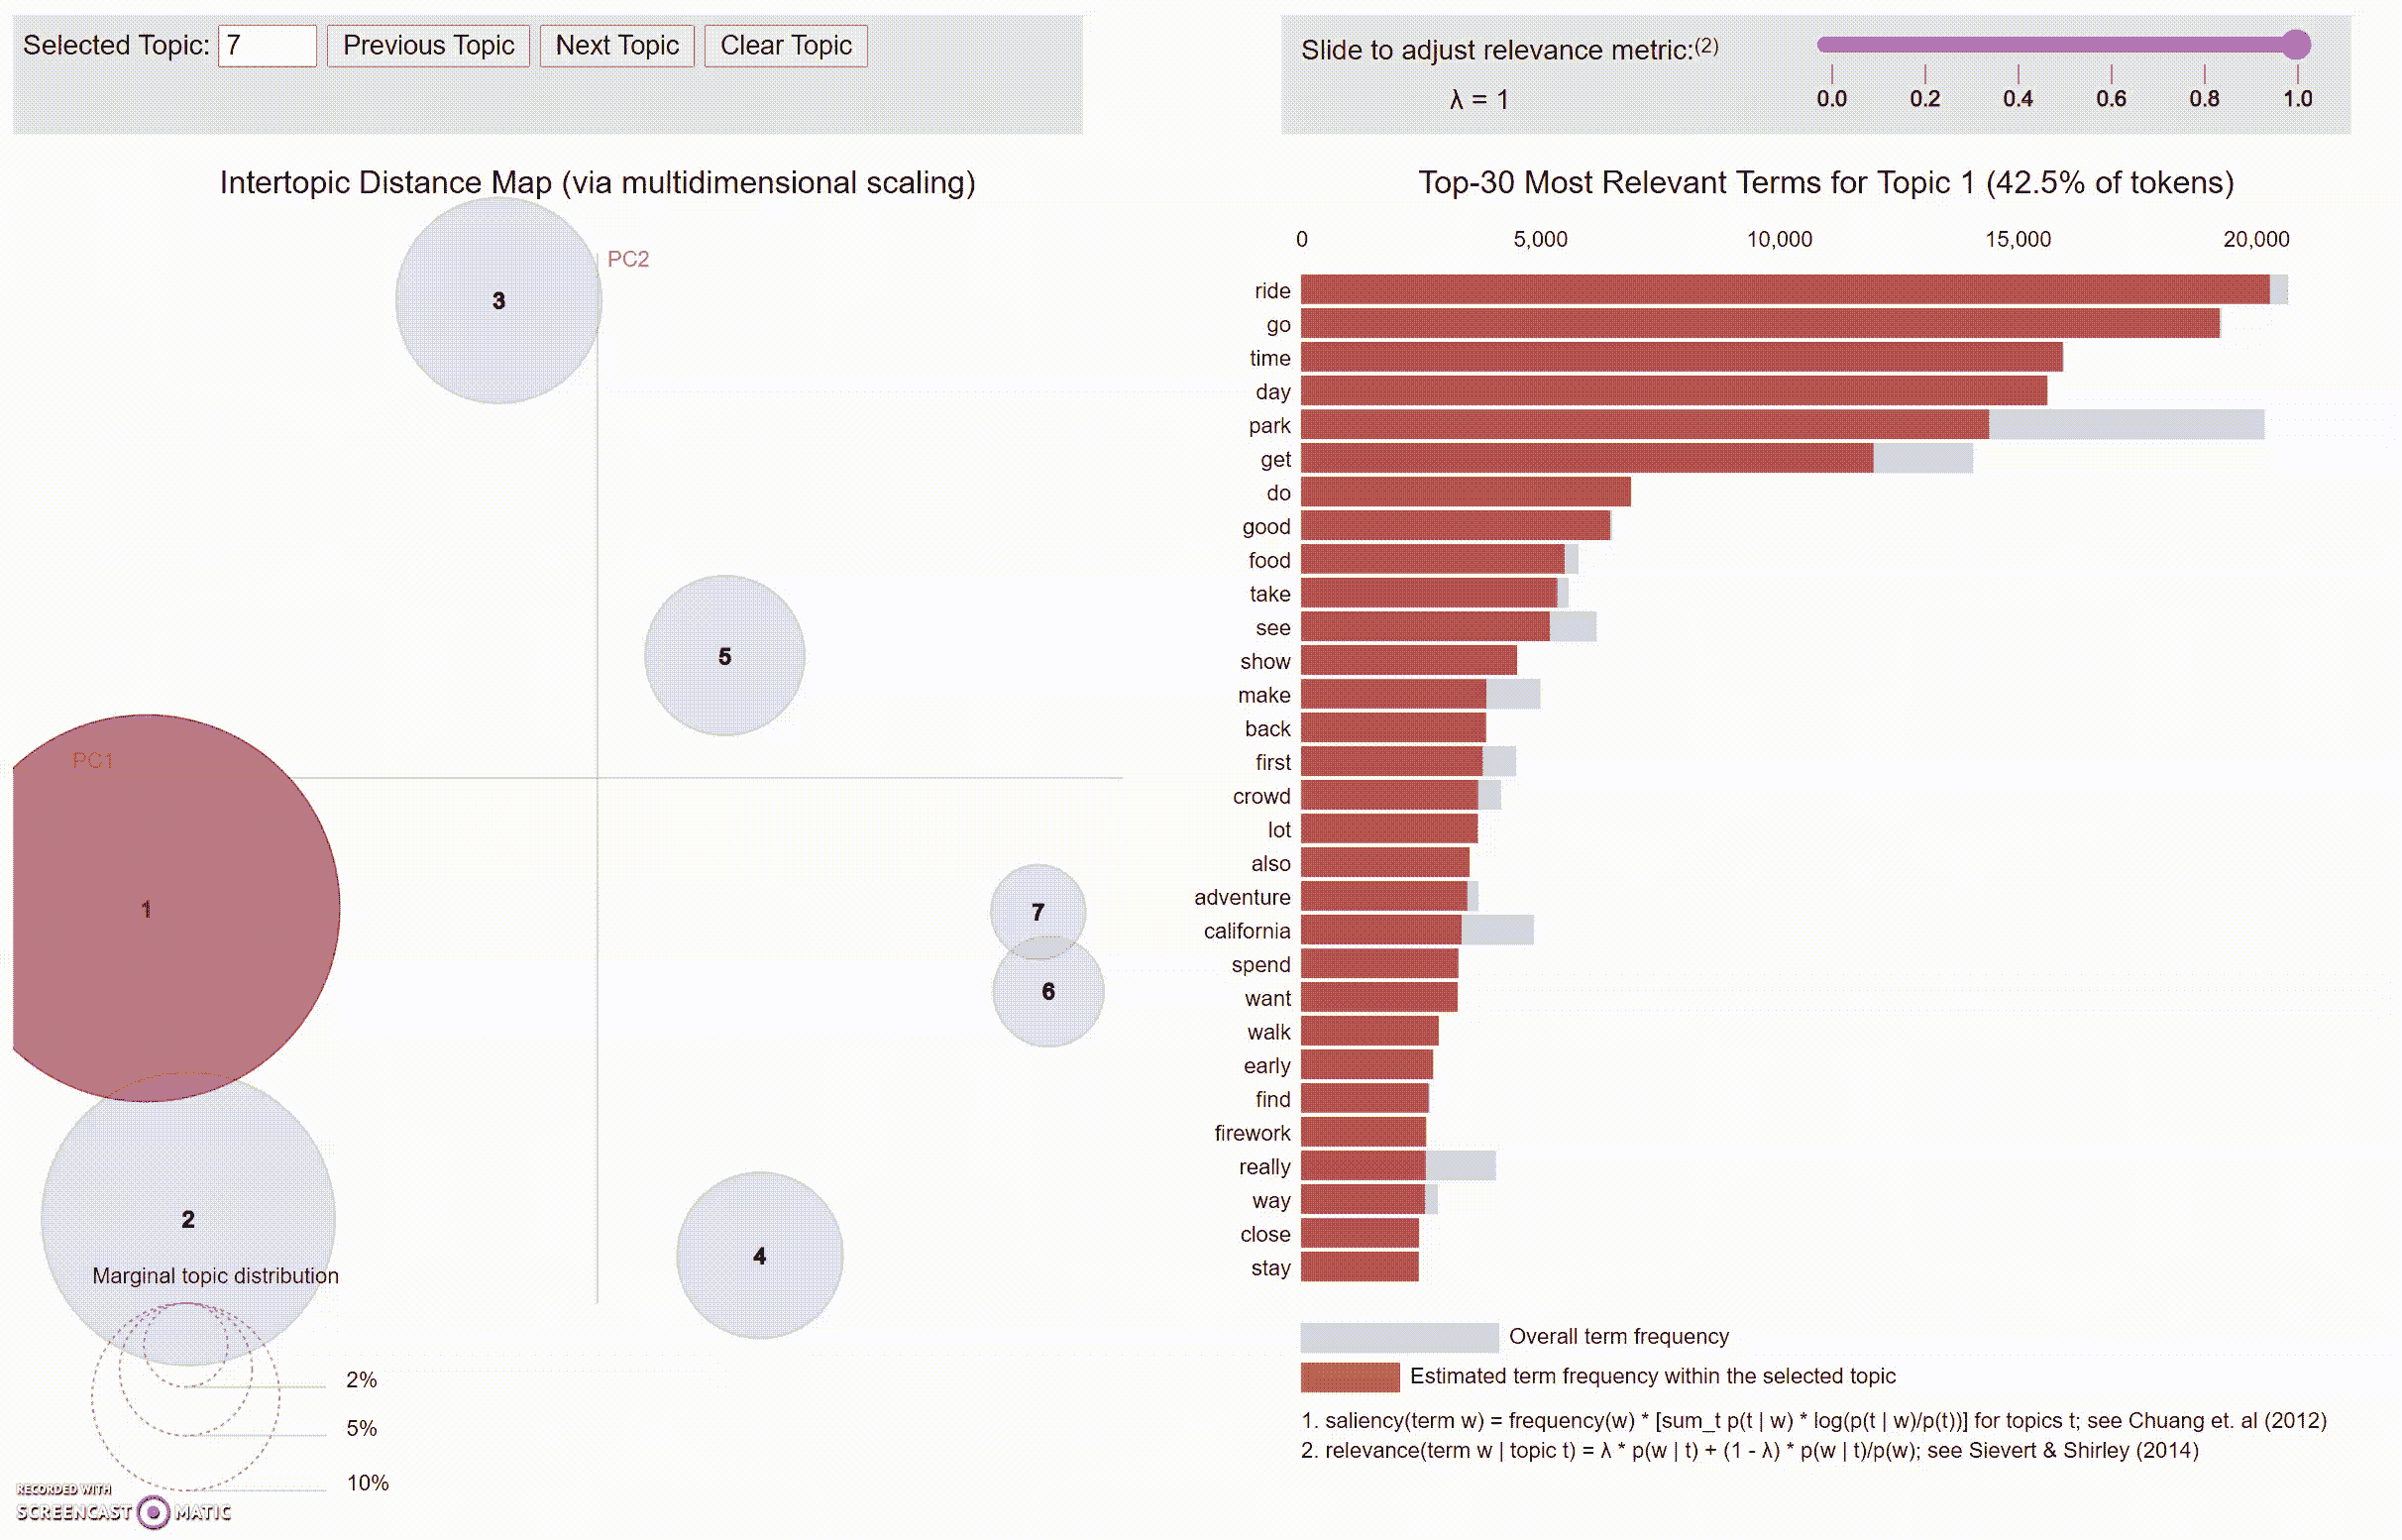 Selected Topic: 7 Previous Topic Next Topic Clear Topic
Slide to adjust relevance metric:(2)
λ = 1
0.0 0.2 0.4 0.6 0.8 1.0
Intertopic Distance Map (via multidimensional scaling)
PC2
3
5
PC1
1
7
6
2
4
Marginal topic distribution
2%
5%
10%
RECORDED WITH
SCREENCAST MATIC
Top-30 Most Relevant Terms for Topic 1 (42.5% of tokens)
0 5,000 10,000 15,000 20,000
ride
go
time
day
park
get
do
good
food
take
see
show
make
back
first
crowd
lot
also
adventure
california
spend
want
walk
early
find
firework
really
way
close
stay
Overall term frequency
Estimated term frequency within the selected topic
1. saliency(term w) = frequency(w) * [sum_t p(t | w) * log(p(t | w)/p(t))] for topics t; see Chuang et. al (2012)
2. relevance(term w | topic t) = λ * p(w | t) + (1 - λ) * p(w | t)/p(w); see Sievert & Shirley (2014)